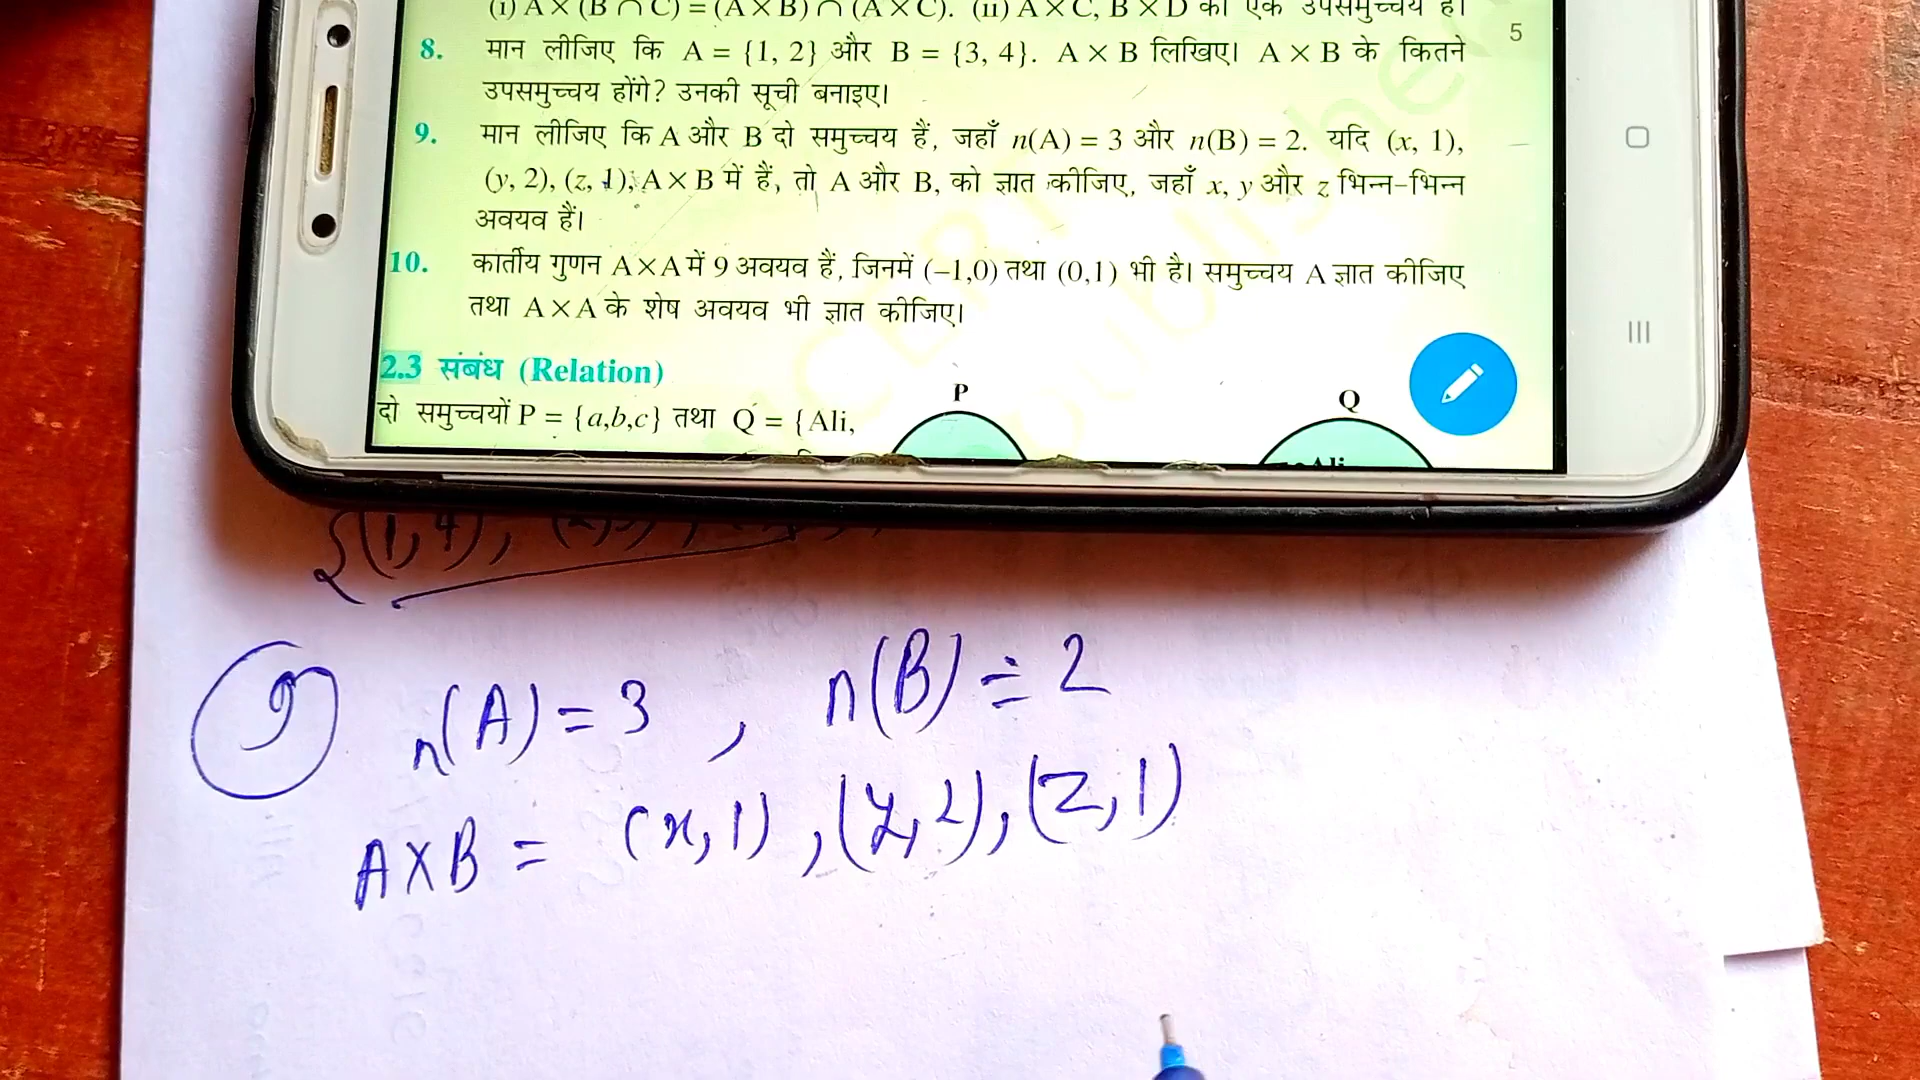 (i) A × (B ∩ C) = (A × B) ∩ (A × C). (ii) A × C, B × D का एक उपसमुच्चय है।
5
8. मान लीजिए कि A = {1, 2} और B = {3, 4}. A × B लिखिए। A × B के कितने
उपसमुच्चय होंगे? उनकी सूची बनाइए।
9. मान लीजिए कि A और B दो समुच्चय हैं, जहाँ n(A) = 3 और n(B) = 2. यदि (x, 1),
(y, 2), (z, 1), A × B में हैं, तो A और B, को ज्ञात कीजिए, जहाँ x, y और z भिन्न-भिन्न
अवयव हैं।
10. कार्तीय गुणन A × A में 9 अवयव हैं, जिनमें (–1,0) तथा (0,1) भी है। समुच्चय A ज्ञात कीजिए
तथा A × A के शेष अवयव भी ज्ञात कीजिए।
2.3 संबंध (Relation)
P
Q
दो समुच्चयों P = {a,b,c} तथा Q = {Ali,
Ali
{(1,4),
9 n(A) = 3 , n(B) = 2
A×B = (x,1), (y,2), (z,1)